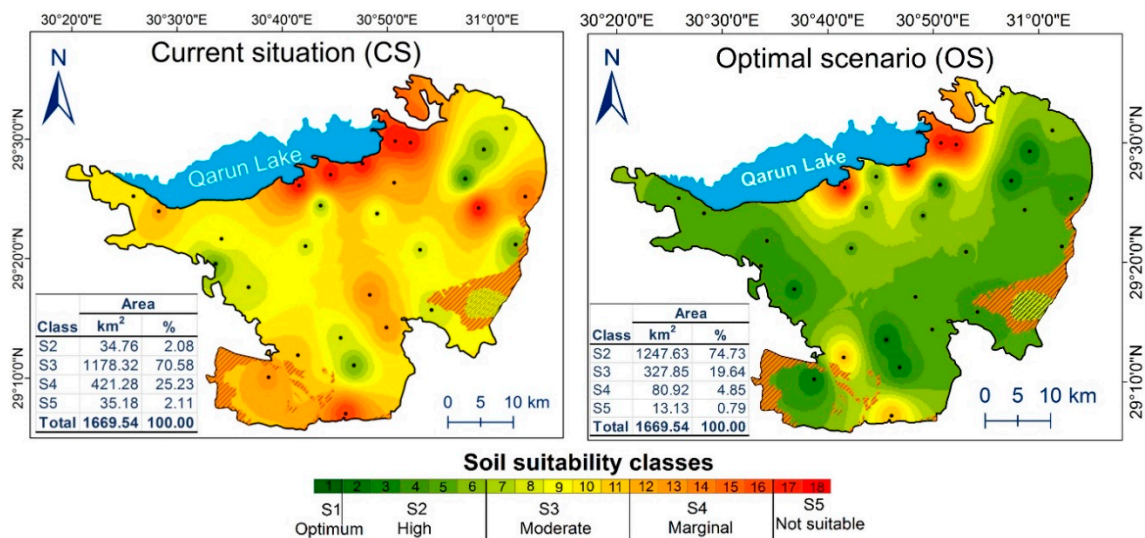 30°20'0"E 30°30'0"E 30°40'0"E 30°50'0"E 31°0'0"E
30°30'0"E 30°40'0"E 30°50'0"E 31°0'0"E
Current situation (CS)
Optimal scenario (OS)
N
N
29°30'0"N
29°20'0"N
29°10'0"N
29°30'0"N
29°20'0"N
29°10'0"N
Qarun Lake
Qarun Lake
Area
Class km² %
S2 34.76 2.08
S3 1178.32 70.58
S4 421.28 25.23
S5 35.18 2.11
Total 1669.54 100.00
0 5 10 km
Area
Class km² %
S2 1247.63 74.73
S3 327.85 19.64
S4 80.92 4.85
S5 13.13 0.79
Total 1669.54 100.00
0 5 10 km
Soil suitability classes
1 2 3 4 5 6 7 8 9 10 11 12 13 14 15 16 17 18
S1 S2 S3 S4 S5
Optimum High Moderate Marginal Not suitable